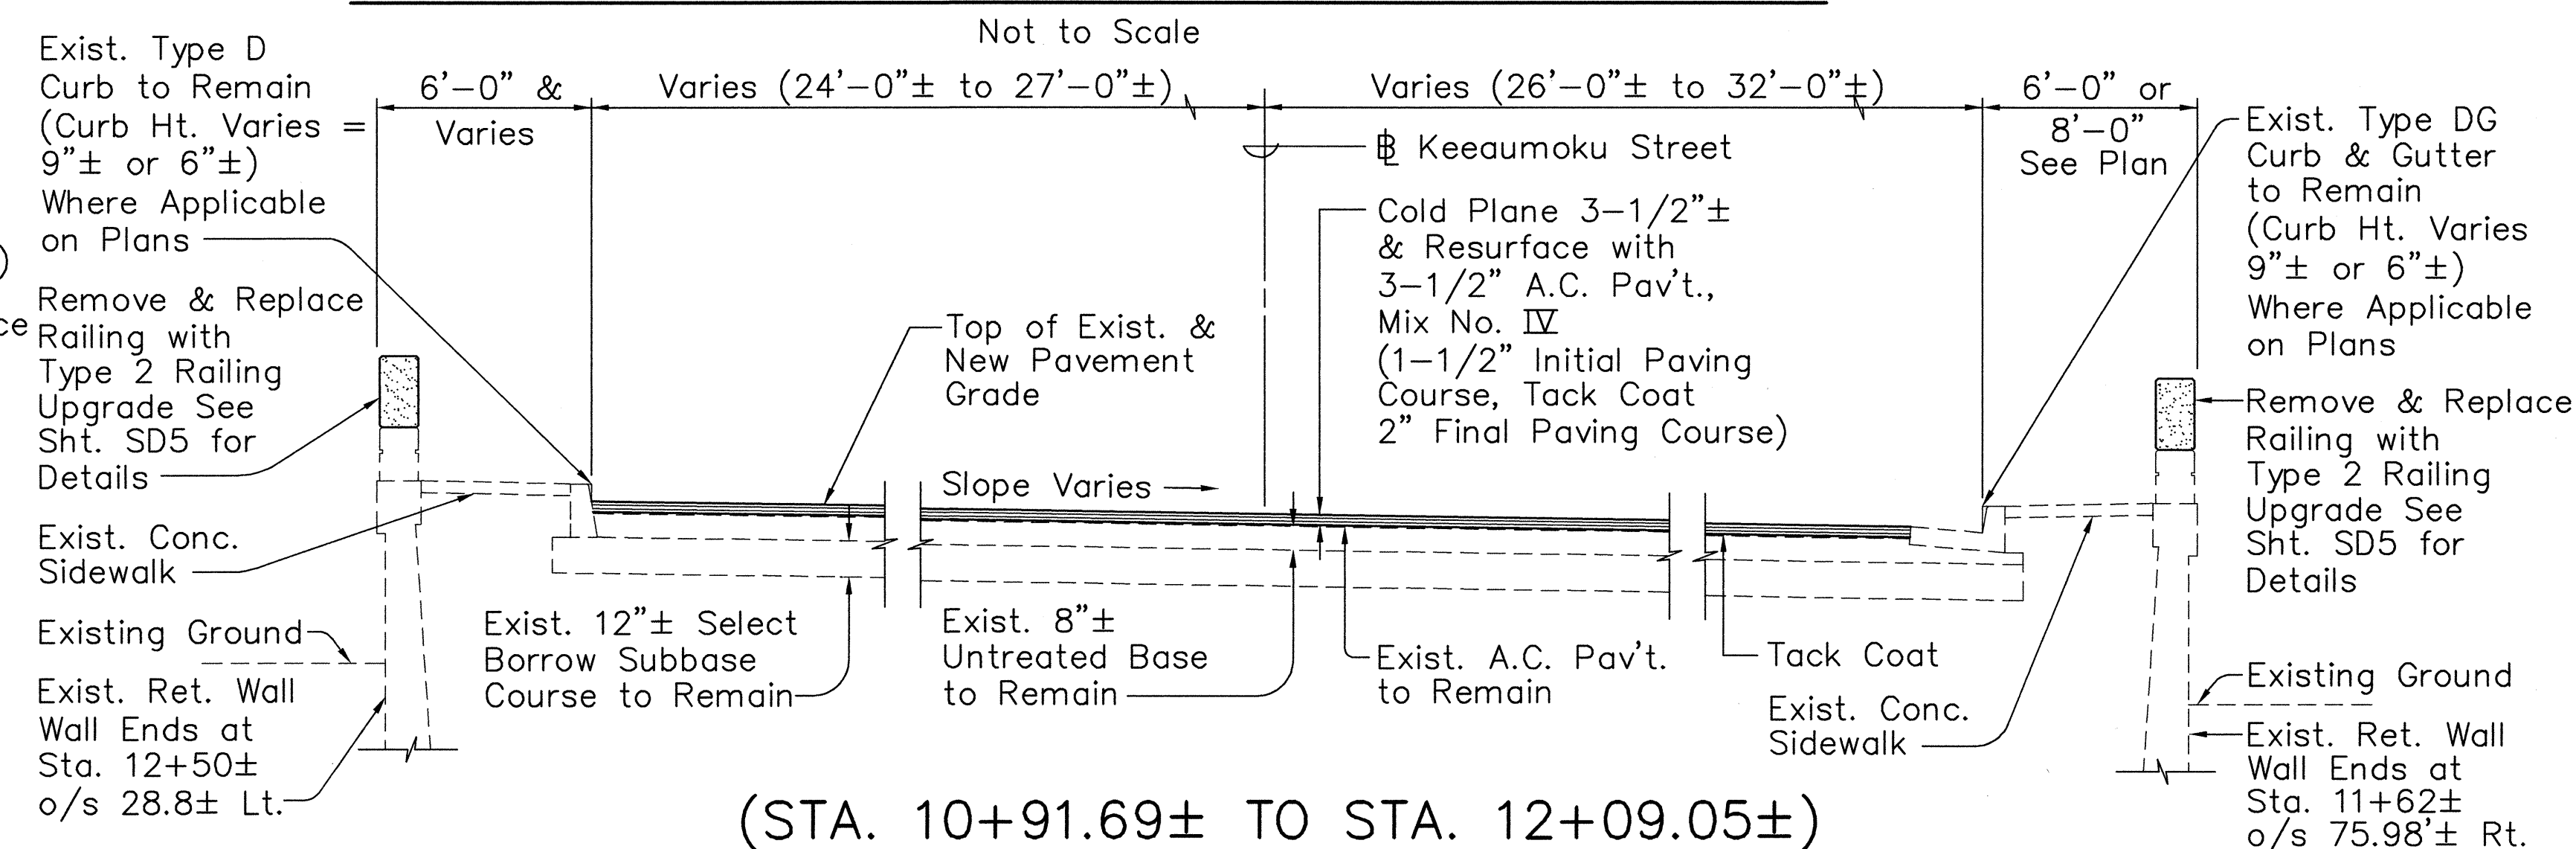 Not to Scale
Exist. Type D
Curb to Remain
(Curb Ht. Varies =
9"± or 6"±)
Where Applicable
on Plans
6'-0" &
Varies
Varies (24'-0"± to 27'-0"±)
Varies (26'-0"± to 32'-0"±)
6'-0" or
8'-0"
See Plan
Exist. Type DG
Curb & Gutter
to Remain
(Curb Ht. Varies
9"± or 6"±)
Where Applicable
on Plans
℄ Keeaumoku Street
Cold Plane 3-1/2"±
& Resurface with
3-1/2" A.C. Pav't.,
Mix No. IV
(1-1/2" Initial Paving
Course, Tack Coat
2" Final Paving Course)
)
ce
Remove & Replace
Railing with
Type 2 Railing
Upgrade See
Sht. SD5 for
Details
Top of Exist. &
New Pavement
Grade
Slope Varies
Remove & Replace
Railing with
Type 2 Railing
Upgrade See
Sht. SD5 for
Details
Exist. Conc.
Sidewalk
Existing Ground
Exist. Ret. Wall
Wall Ends at
Sta. 12+50±
o/s 28.8± Lt.
Exist. 12"± Select
Borrow Subbase
Course to Remain
Exist. 8"±
Untreated Base
to Remain
Exist. A.C. Pav't.
to Remain
Tack Coat
Exist. Conc.
Sidewalk
Existing Ground
Exist. Ret. Wall
Wall Ends at
Sta. 11+62±
o/s 75.98'± Rt.
(STA. 10+91.69± TO STA. 12+09.05±)